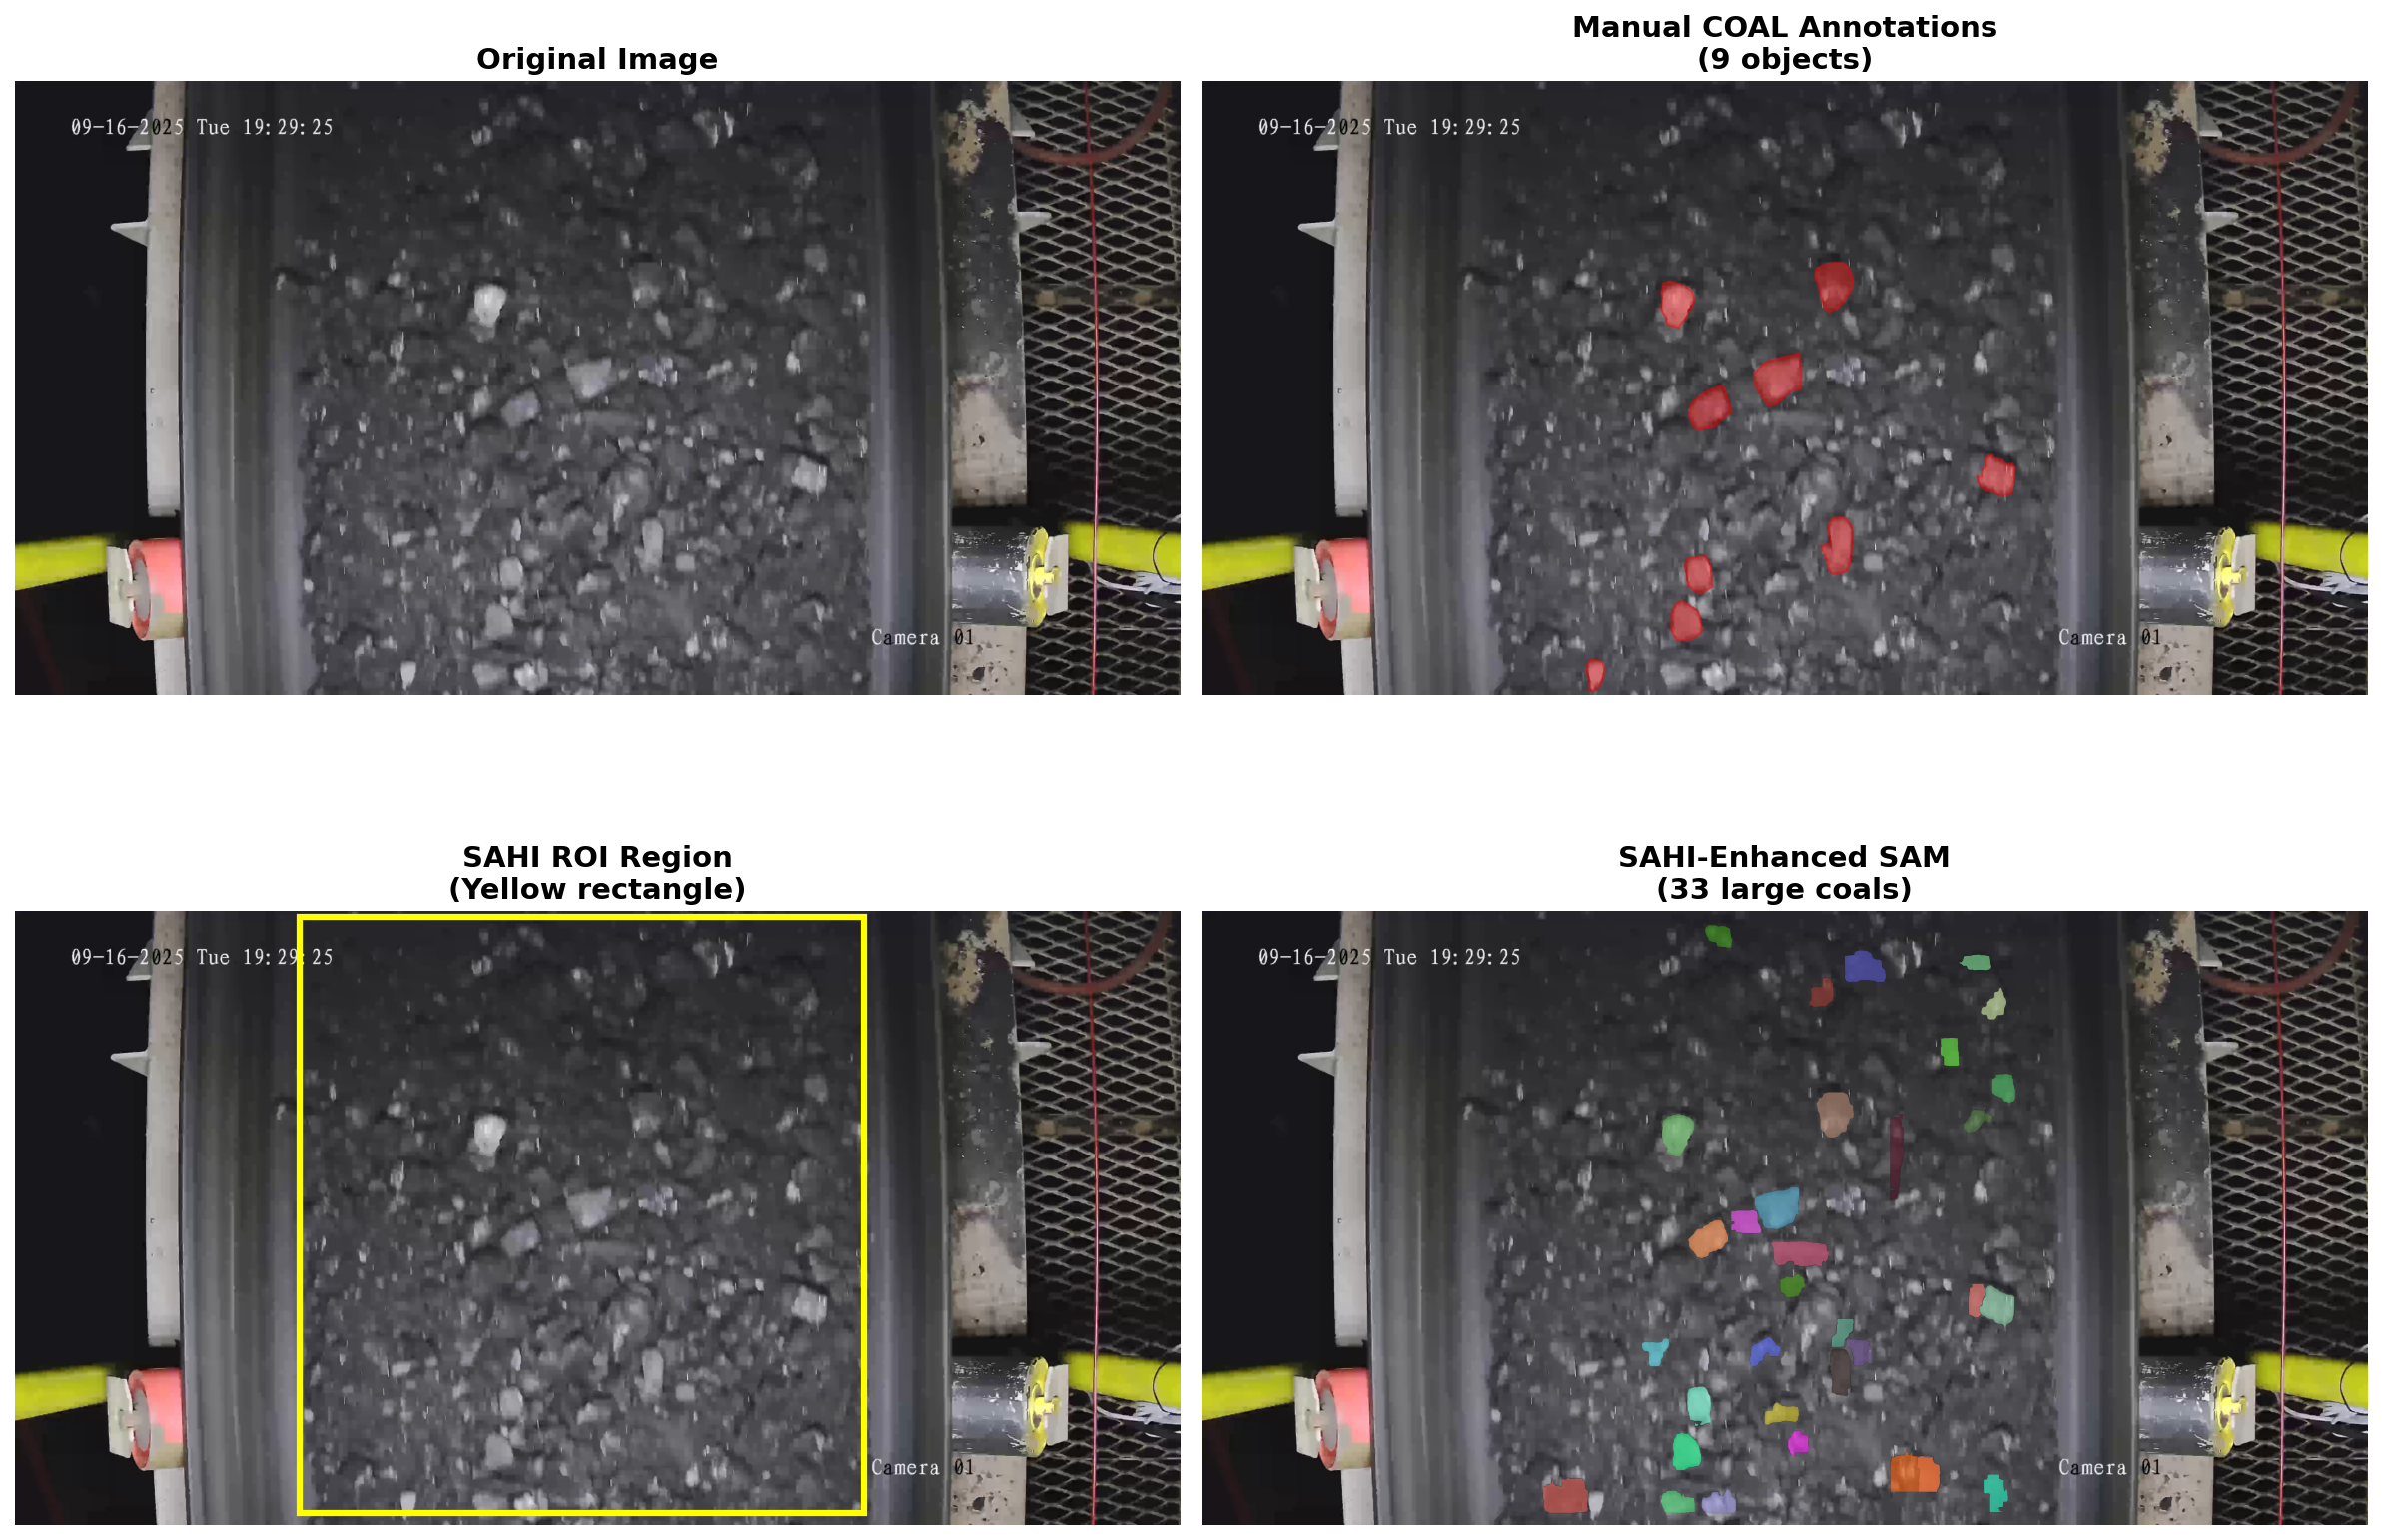 Original Image
09-16-2025 Tue 19:29:25
Camera 01
Manual COAL Annotations
(9 objects)
09-16-2025 Tue 19:29:25
Camera 01
SAHI ROI Region
(Yellow rectangle)
09-16-2025 Tue 19:29:25
Camera 01
SAHI-Enhanced SAM
(33 large coals)
09-16-2025 Tue 19:29:25
Camera 01